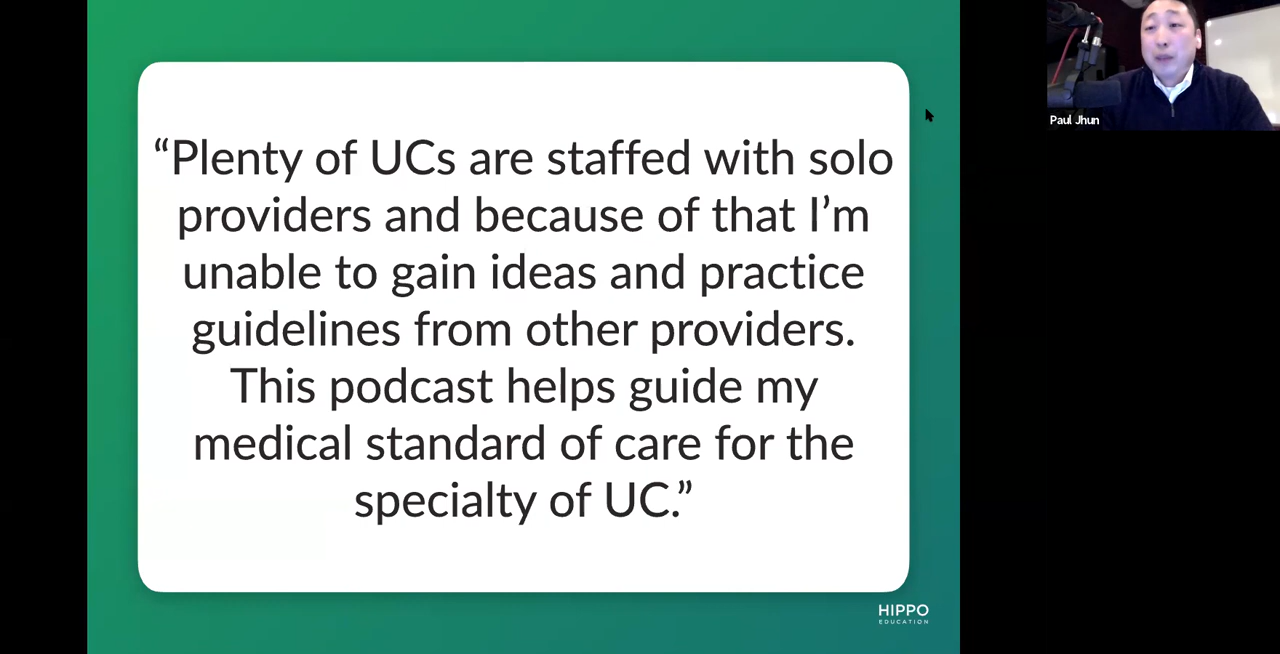 “Plenty of UCs are staffed with solo
providers and because of that I’m
unable to gain ideas and practice
guidelines from other providers.
This podcast helps guide my
medical standard of care for the
specialty of UC.”
HIPPO
EDUCATION
Paul Jhun